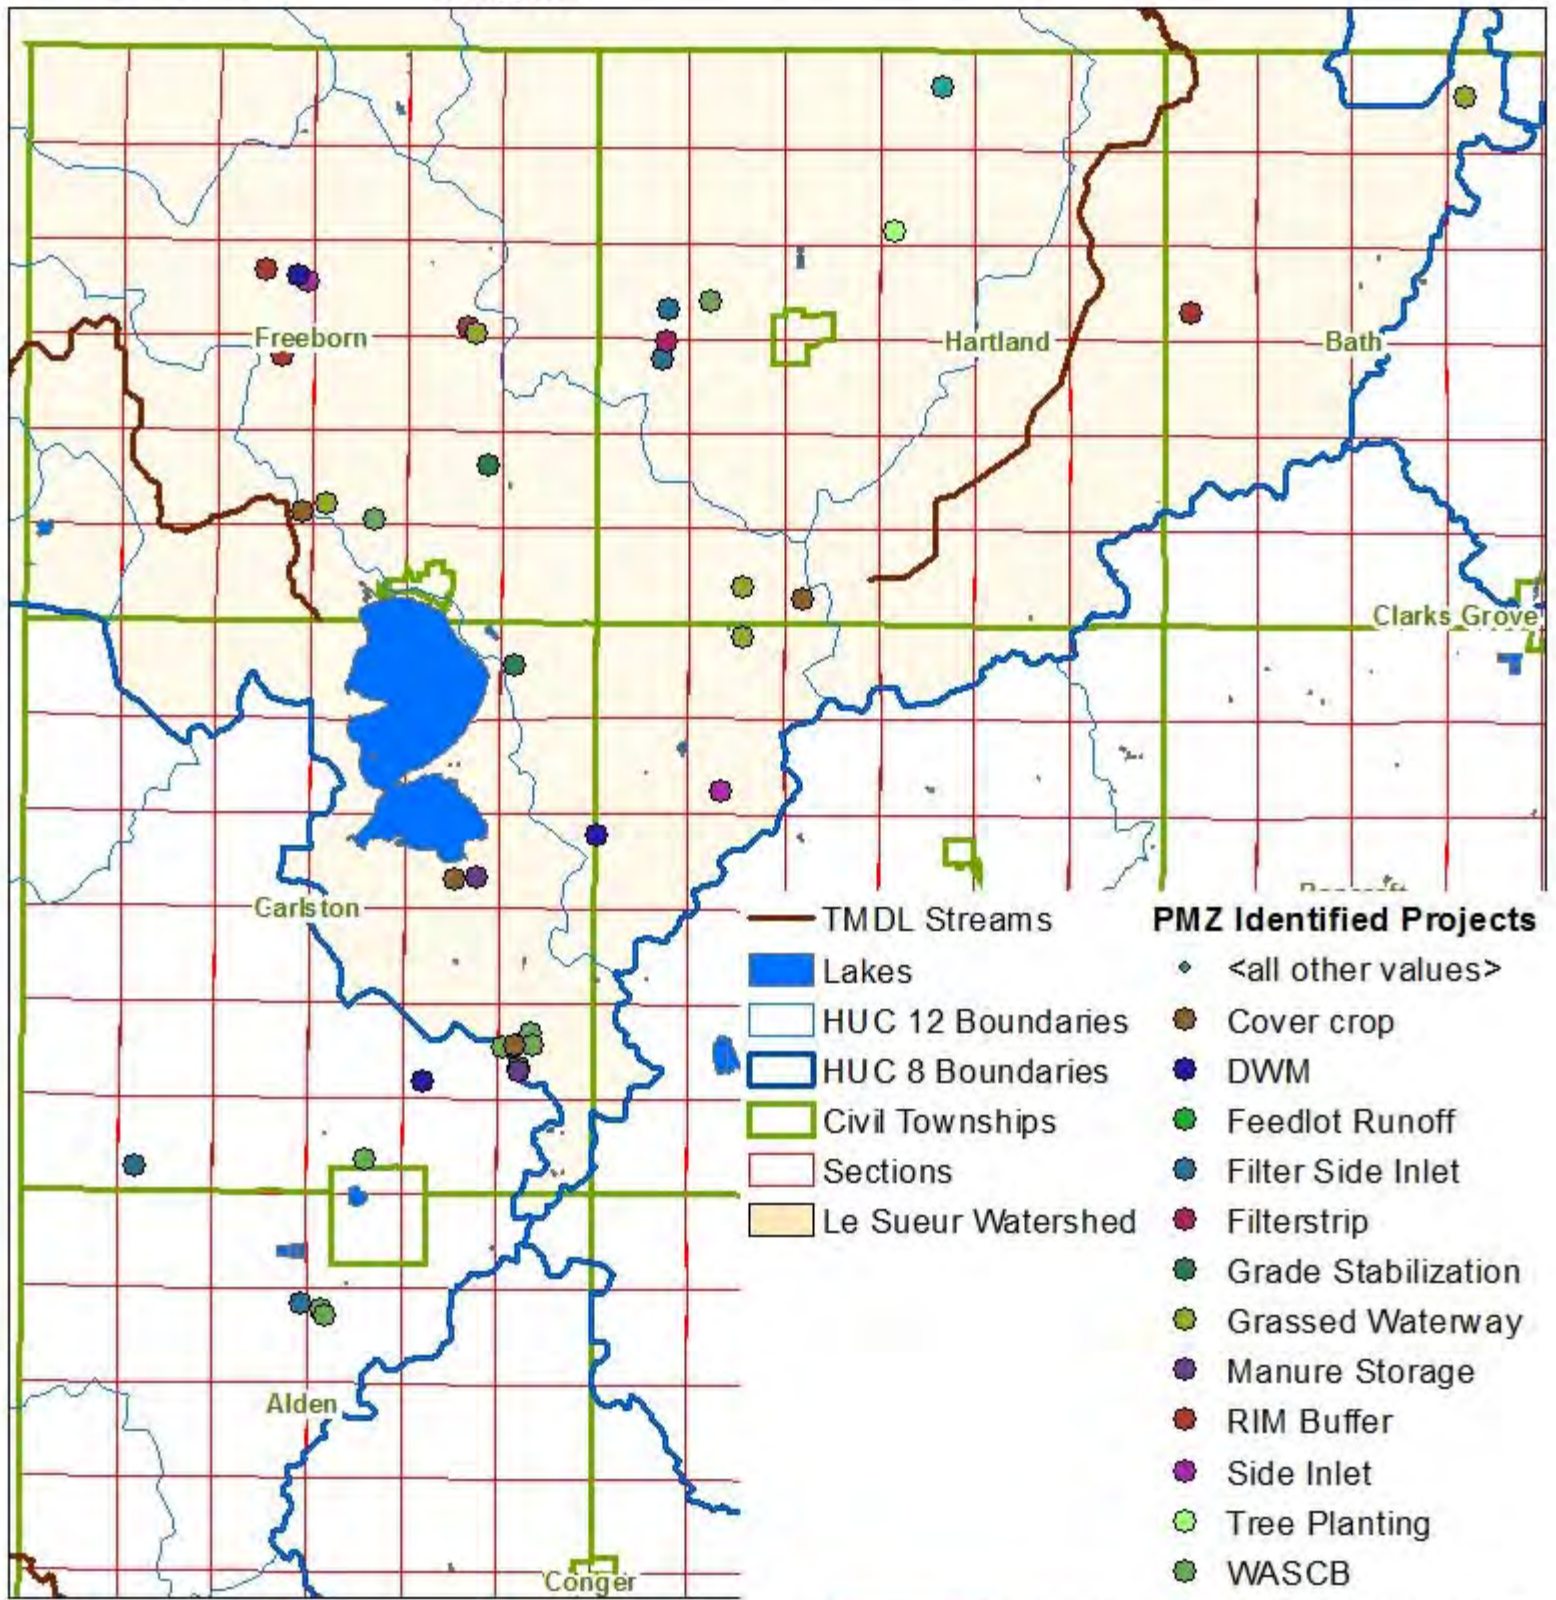 Freeborn
Hartland
Bath
Clarks Grove
Carlston
Alden
Conger
TMDL Streams
Lakes
HUC 12 Boundaries
HUC 8 Boundaries
Civil Townships
Sections
Le Sueur Watershed
PMZ Identified Projects
<all other values>
Cover crop
DWM
Feedlot Runoff
Filter Side Inlet
Filterstrip
Grade Stabilization
Grassed Waterway
Manure Storage
RIM Buffer
Side Inlet
Tree Planting
WASCB